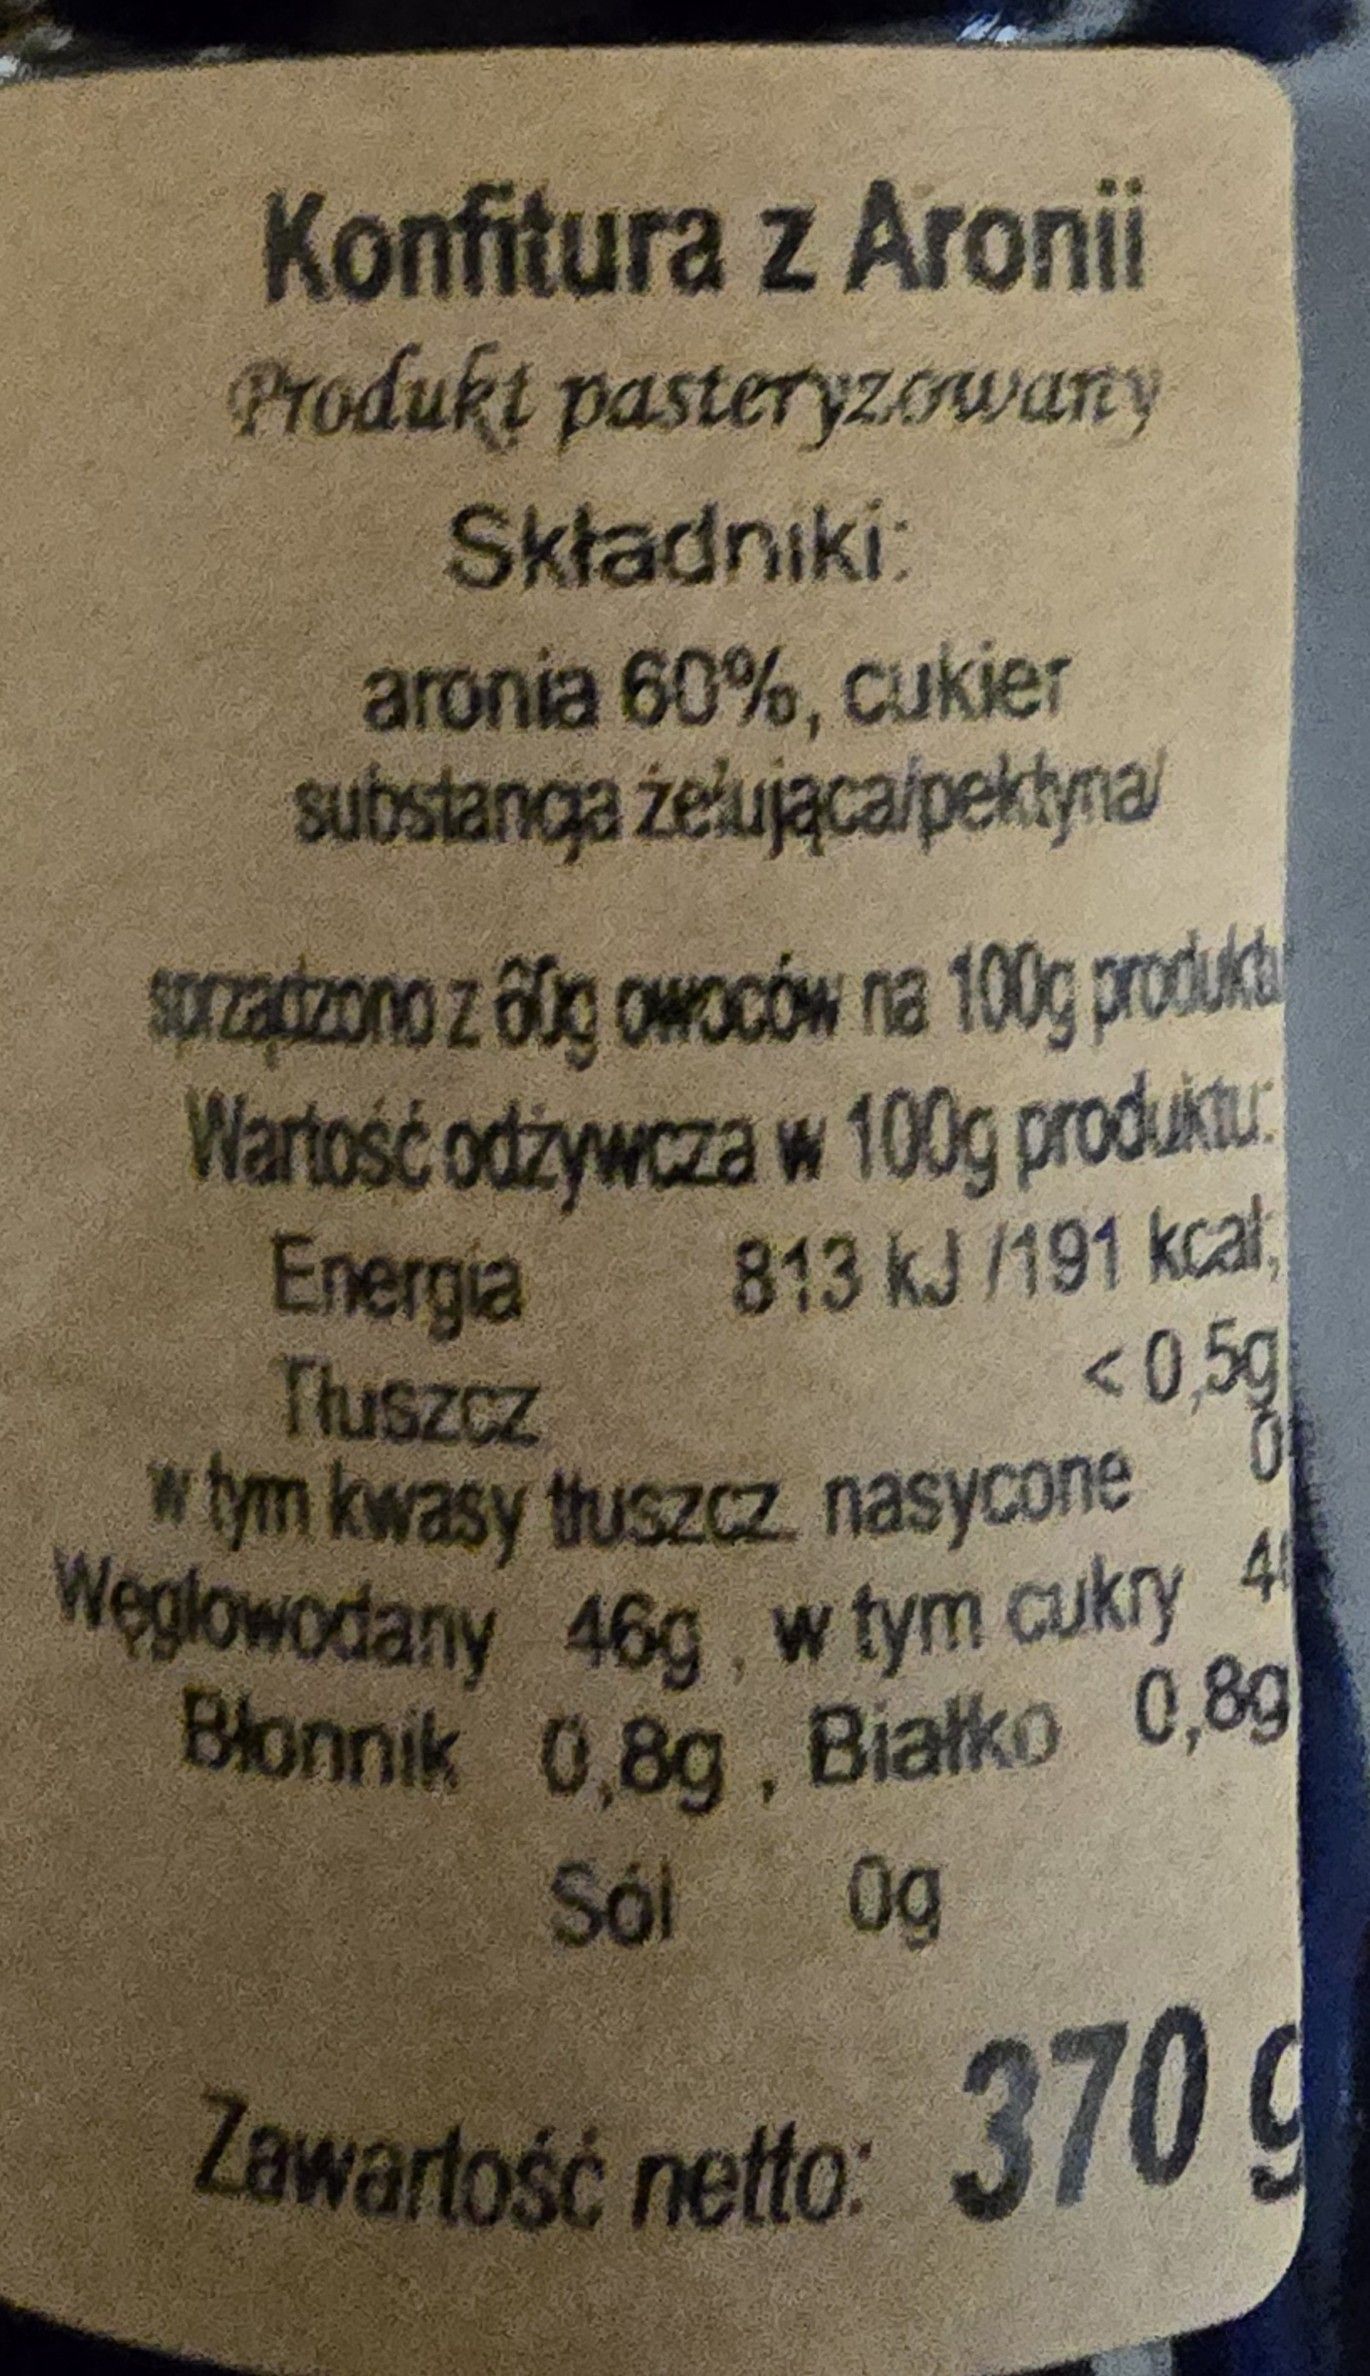 Konfitura z Aronii
Produkt pasteryzowany
Składniki:
aronia 60%, cukier
substancja żelująca/pektyna/
sporządzono z 60g owoców na 100g produktu
Wartość odżywcza w 100g produktu:
Energia 813 kJ /191 kcal;
Tłuszcz < 0,5g
w tym kwasy tłuszcz. nasycone 0
Węglowodany 46g , w tym cukry
Błonnik 0,8g , Białko 0,8g
Sól 0g
Zawartość netto: 370 g